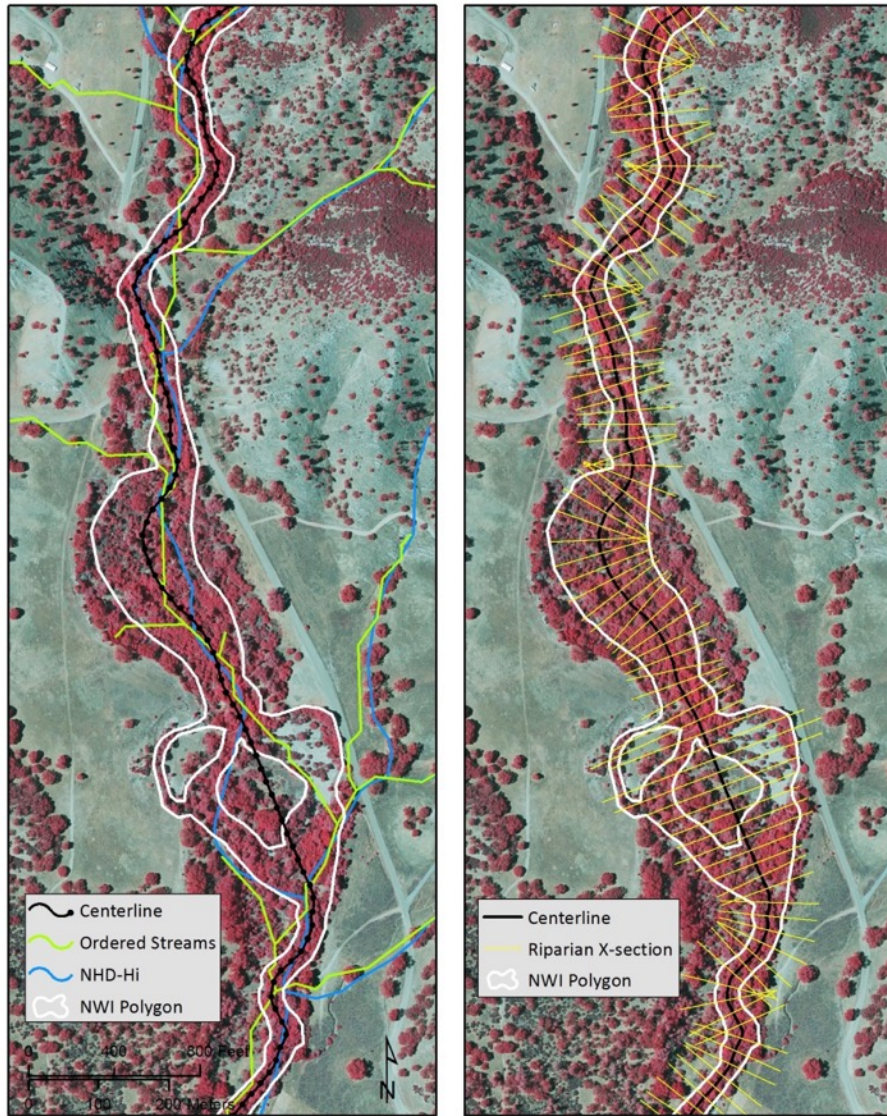 Centerline
Ordered Streams
NHD-Hi
NWI Polygon
0 400 800 Feet
0 100 200 Meters
N
Centerline
Riparian X-section
NWI Polygon